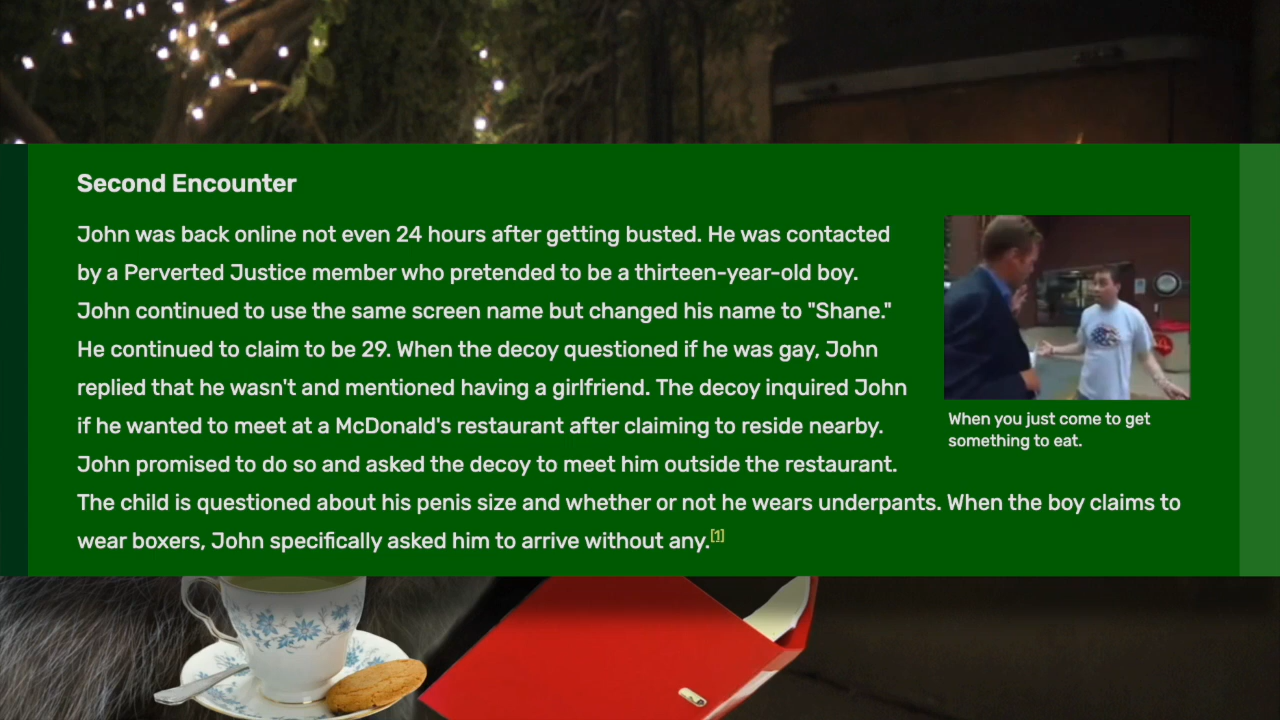 Second Encounter
John was back online not even 24 hours after getting busted. He was contacted
by a Perverted Justice member who pretended to be a thirteen-year-old boy.
John continued to use the same screen name but changed his name to "Shane."
He continued to claim to be 29. When the decoy questioned if he was gay, John
replied that he wasn't and mentioned having a girlfriend. The decoy inquired John
if he wanted to meet at a McDonald's restaurant after claiming to reside nearby.
John promised to do so and asked the decoy to meet him outside the restaurant.
The child is questioned about his penis size and whether or not he wears underpants. When the boy claims to
wear boxers, John specifically asked him to arrive without any.[1]
When you just come to get
something to eat.